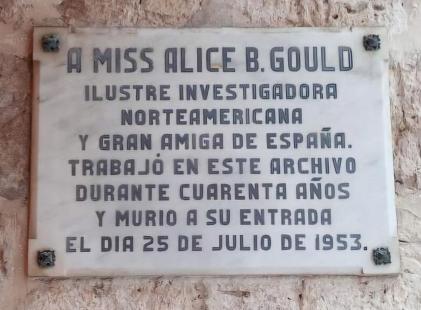 A MISS ALICE B. GOULD
ILUSTRE INVESTIGADORA
NORTEAMERICANA
Y GRAN AMIGA DE ESPAÑA.
TRABAJÓ EN ESTE ARCHIVO
DURANTE CUARENTA AÑOS
Y MURIO A SU ENTRADA
EL DIA 25 DE JULIO DE 1953.